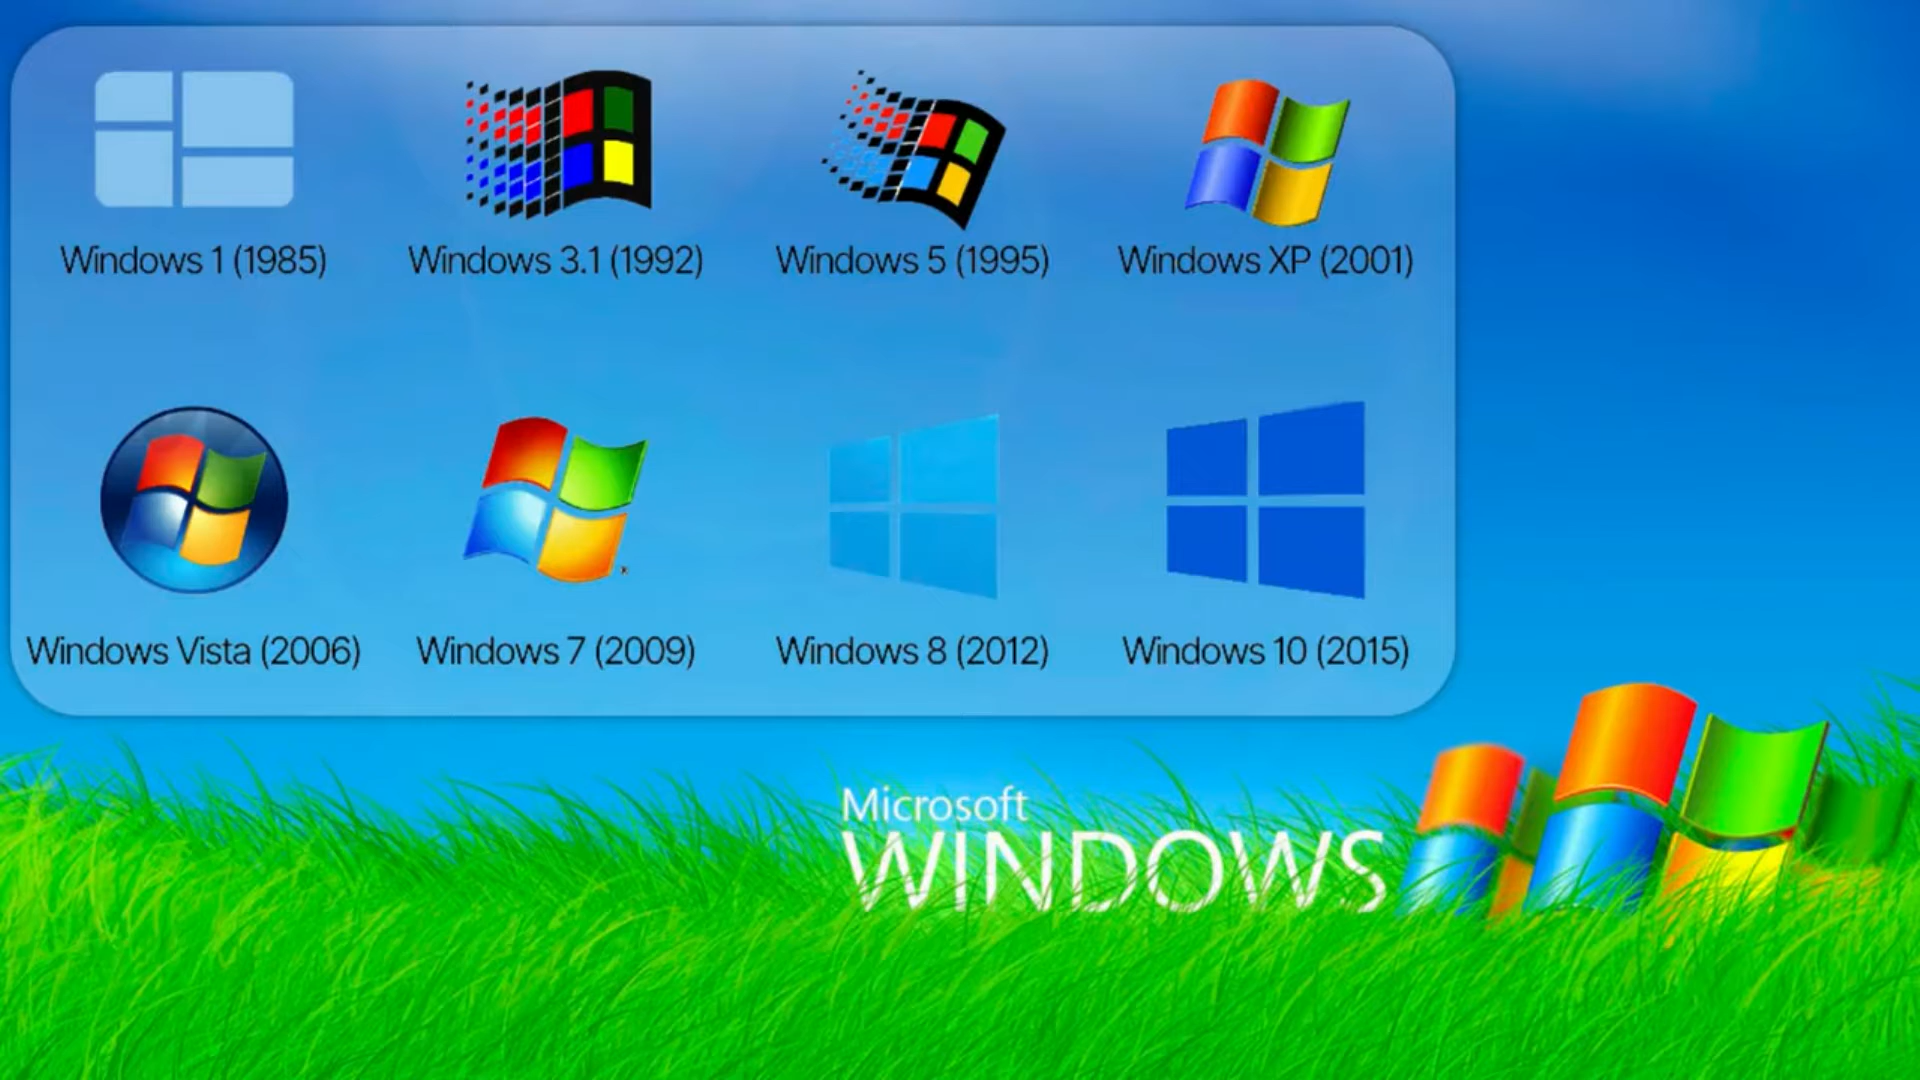 Windows 1 (1985)
Windows 3.1 (1992)
Windows 5 (1995)
Windows XP (2001)
Windows Vista (2006)
Windows 7 (2009)
Windows 8 (2012)
Windows 10 (2015)
Microsoft
WINDOWS